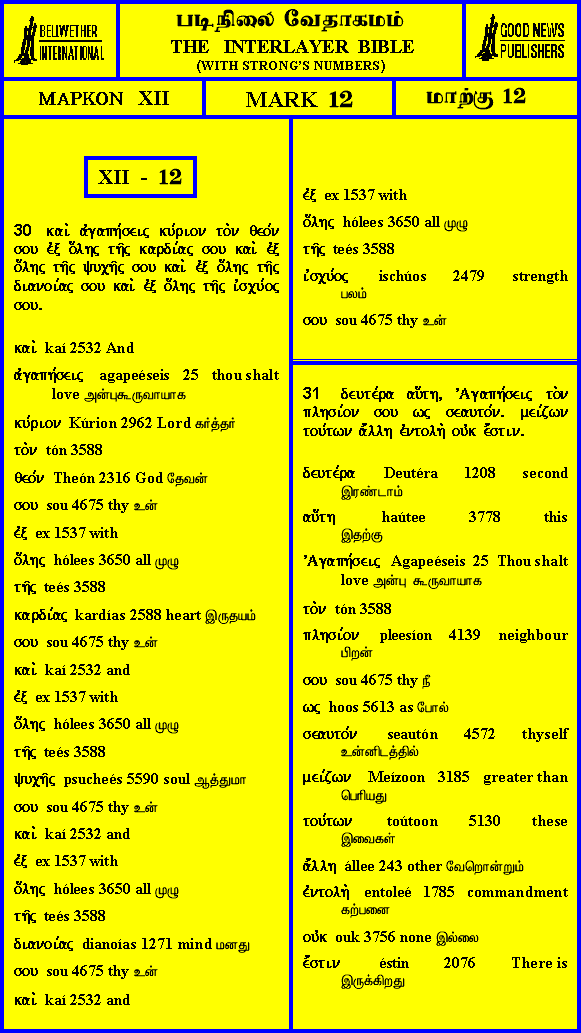 BELLWETHER
INTERNATIONAL
படிநிலை வேதாகமம்
THE INTERLAYER BIBLE
(WITH STRONG'S NUMBERS)
GOOD NEWS
PUBLISHERS
ΜΑΡΚΟΝ XII
MARK 12
மாற்கு 12
XII - 12
30 καὶ ἀγαπήσεις κύριον τὸν θεόν
σου ἐξ ὅλης τῆς καρδίας σου καὶ ἐξ
ὅλης τῆς ψυχῆς σου καὶ ἐξ ὅλης τῆς
διανοίας σου καὶ ἐξ ὅλης τῆς ἰσχύος
σου.
καὶ kaí 2532 And
ἀγαπήσεις agapeéseis 25 thou shalt
love அன்புகூருவாயாக
κύριον Kúrion 2962 Lord கர்த்தர்
τὸν tón 3588
θεόν Theón 2316 God தேவன்
σου sou 4675 thy உன்
ἐξ ex 1537 with
ὅλης hólees 3650 all முழு
τῆς teés 3588
καρδίας kardías 2588 heart இருதயம்
σου sou 4675 thy உன்
καὶ kaí 2532 and
ἐξ ex 1537 with
ὅλης hólees 3650 all முழு
τῆς teés 3588
ψυχῆς psucheés 5590 soul ஆத்துமா
σου sou 4675 thy உன்
καὶ kaí 2532 and
ἐξ ex 1537 with
ὅλης hólees 3650 all முழு
τῆς teés 3588
διανοίας dianoías 1271 mind மனது
σου sou 4675 thy உன்
καὶ kaí 2532 and
ἐξ ex 1537 with
ὅλης hólees 3650 all முழு
τῆς teés 3588
ἰσχύος ischúos 2479 strength
பலம்
σου sou 4675 thy உன்
31 δευτέρα αὕτη, Ἀγαπήσεις τὸν
πλησίον σου ως σεαυτόν. μείζων
τούτων ἄλλη ἐντολὴ οὐκ ἔστιν.
δευτέρα Deutéra 1208 second
இரண்டாம்
αὕτη haútee 3778 this
இதற்கு
Ἀγαπήσεις Agapeéseis 25 Thou shalt
love அன்பு கூருவாயாக
τὸν tón 3588
πλησίον pleesíon 4139 neighbour
பிறன்
σου sou 4675 thy நீ
ως hoos 5613 as போல்
σεαυτόν seautón 4572 thyself
உன்னிடத்தில்
μείζων Meízoon 3185 greater than
பெரியது
τούτων toútoon 5130 these
இவைகள்
ἄλλη állee 243 other வேறொன்றும்
ἐντολὴ entoleé 1785 commandment
கற்பனை
οὐκ ouk 3756 none இல்லை
ἔστιν éstin 2076 There is
இருக்கிறது